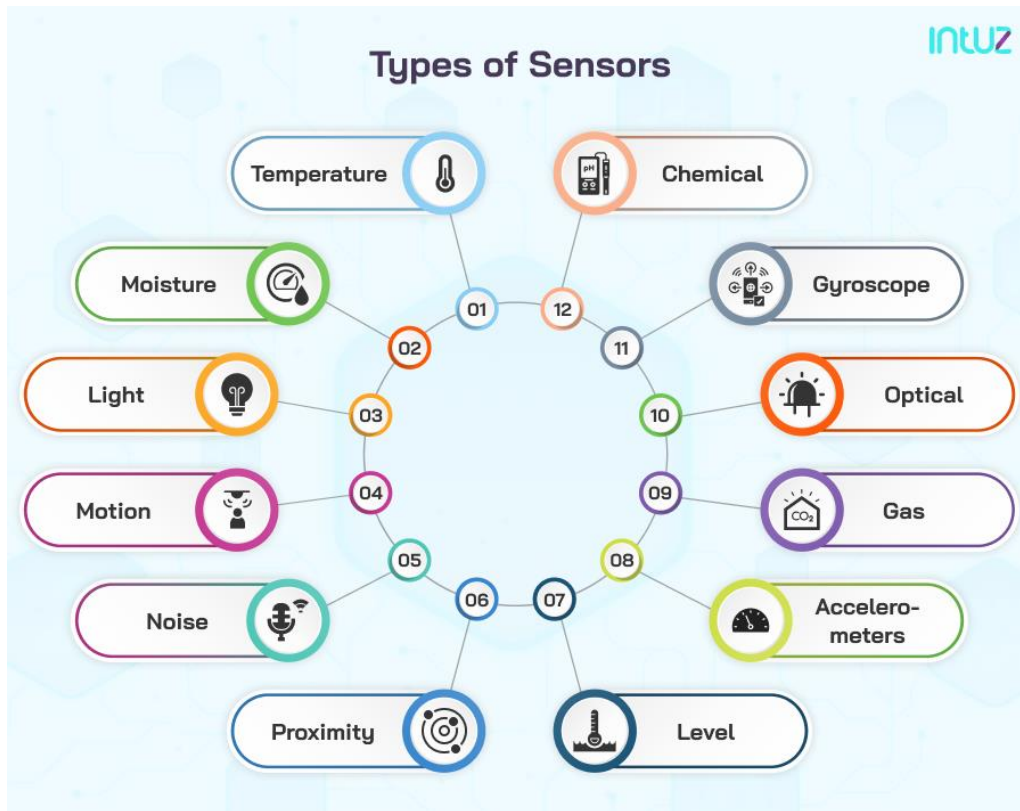 INTUZ
Types of Sensors
Temperature
Chemical
pH
Moisture
Gyroscope
01
12
02
11
Light
03
10
Optical
Motion
04
09
Gas
CO₂
05
08
Noise
06
07
Accelero-
meters
Proximity
Level